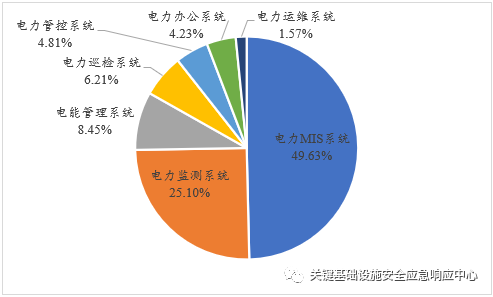 电力办公系统
4.23%
电力运维系统
1.57%
电力管控系统
4.81%
电力巡检系统
6.21%
电能管理系统
8.45%
电力MIS系统
49.63%
电力监测系统
25.10%
关键基础设施安全应急响应中心